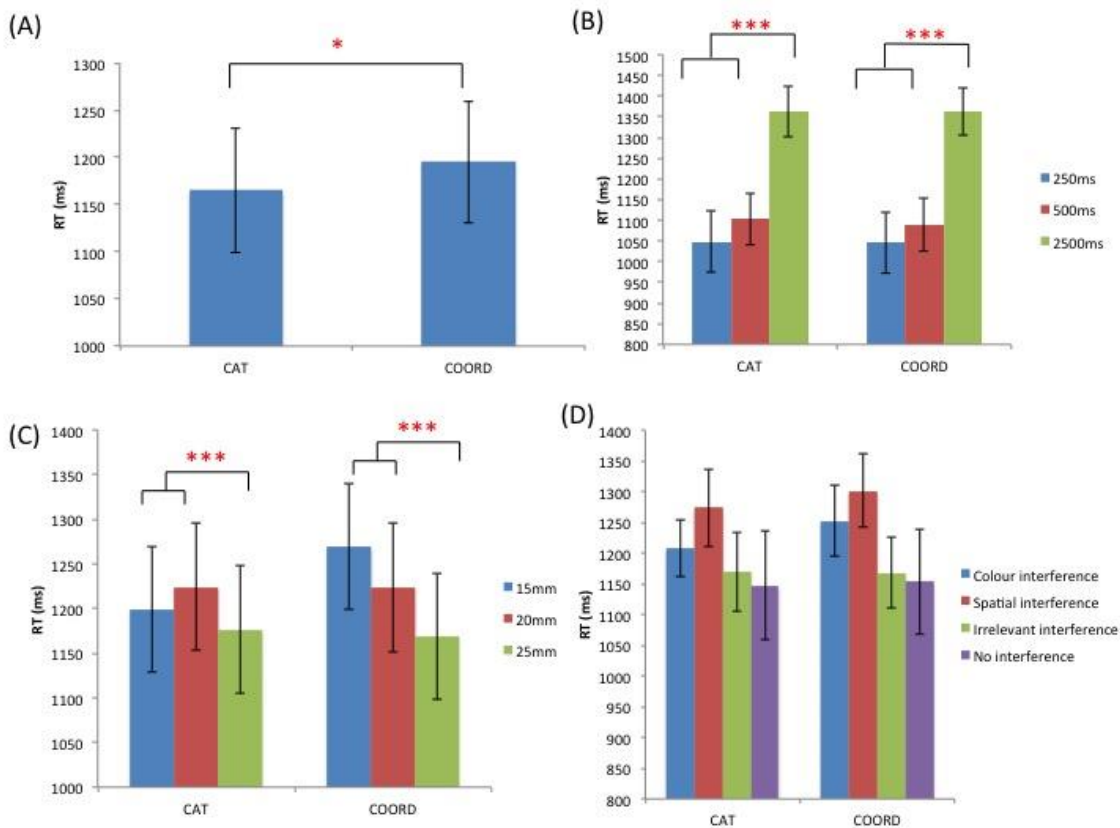 (A)
*
1300
1250
1200
1150
1100
1050
1000
RT (ms)
CAT COORD
(B)
*** ***
1500
1450
1400
1350
1300
1250
1200
1150
1100
1050
1000
950
900
850
800
RT (ms)
CAT COORD
250ms
500ms
2500ms
(C)
*** ***
1400
1350
1300
1250
1200
1150
1100
1050
1000
RT (ms)
CAT COORD
15mm
20mm
25mm
(D)
1400
1350
1300
1250
1200
1150
1100
1050
1000
950
900
850
800
RT (ms)
CAT COORD
Colour interference
Spatial interference
Irrelevant interference
No interference